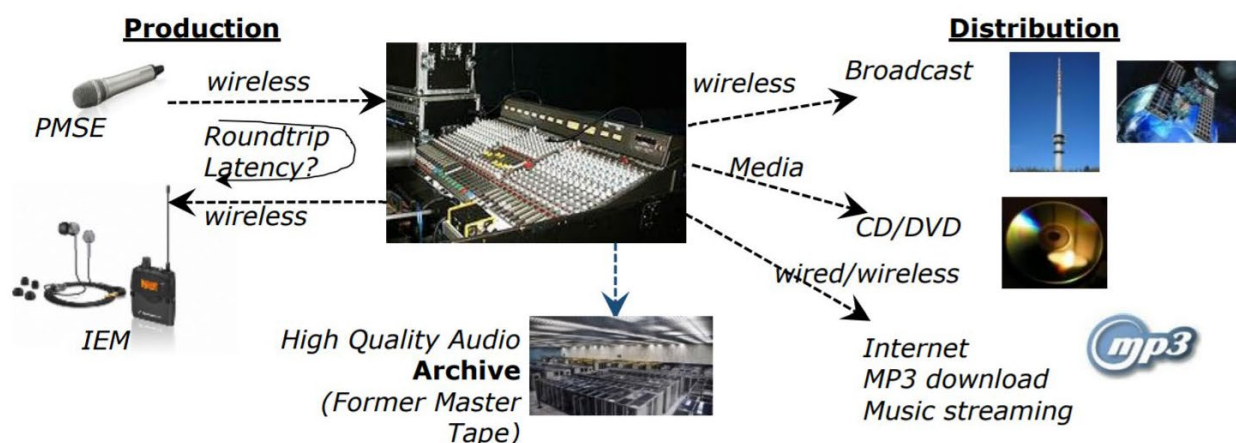 Production
Distribution
wireless
PMSE
Roundtrip
Latency?
wireless
IEM
wireless
Broadcast
Media
CD/DVD
wired/wireless
High Quality Audio
Archive
(Former Master
Tape)
Internet
MP3 download
Music streaming
mp3